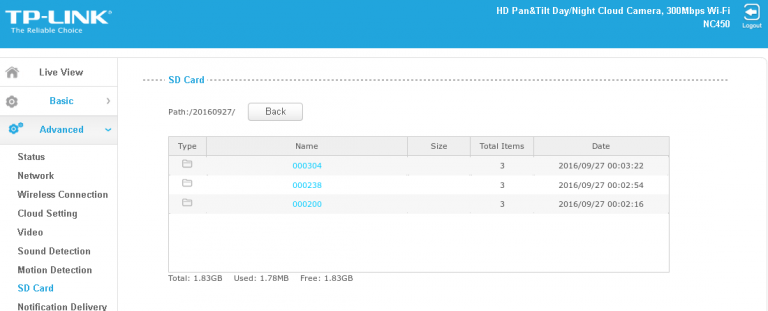 TP-LINK®
The Reliable Choice
HD Pan&Tilt Day/Night Cloud Camera, 300Mbps Wi-Fi
NC450
Logout
Live View
Basic
Advanced
Status
Network
Wireless Connection
Cloud Setting
Video
Sound Detection
Motion Detection
SD Card
Notification Delivery
SD Card
Path:/20160927/ Back
Type Name Size Total Items Date
000304 3 2016/09/27 00:03:22
000238 3 2016/09/27 00:02:54
000200 3 2016/09/27 00:02:16
Total: 1.83GB Used: 1.78MB Free: 1.83GB